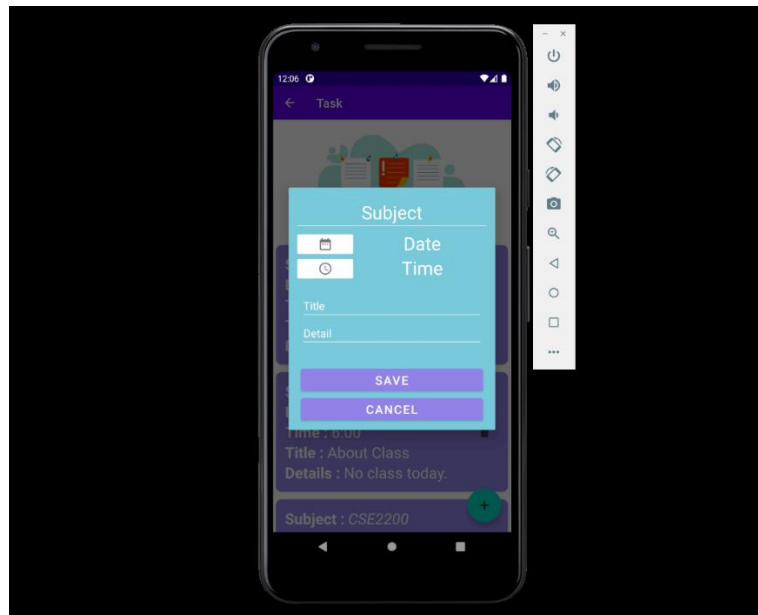 12:06
Task
Subject
Date
Time
Title
Detail
SAVE
CANCEL
Time : 6:00
Title : About Class
Details : No class today.
Subject : CSE2200